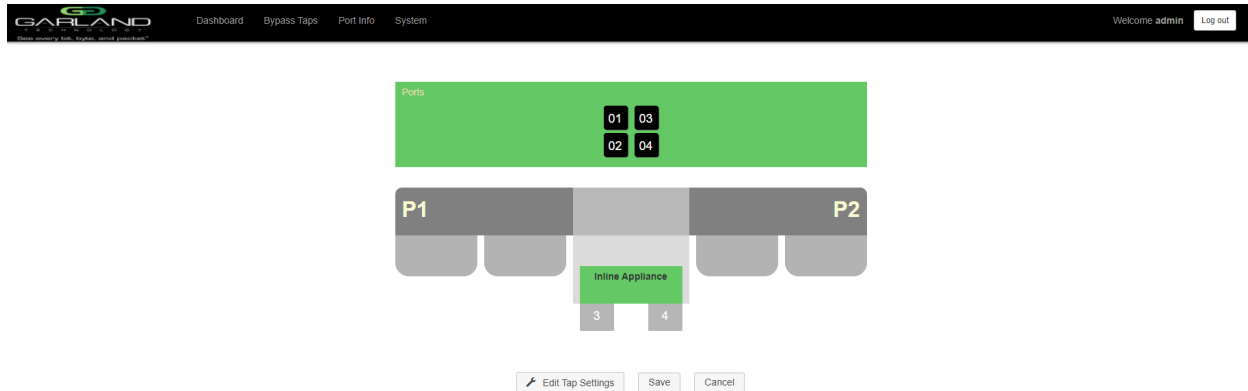 GARLAND
TECHNOLOGY
See every bit, byte, and packet®
Dashboard Bypass Taps Port Info System Welcome admin Log out
Ports
01 03
02 04
P1 P2
Inline Appliance
3 4
Edit Tap Settings Save Cancel